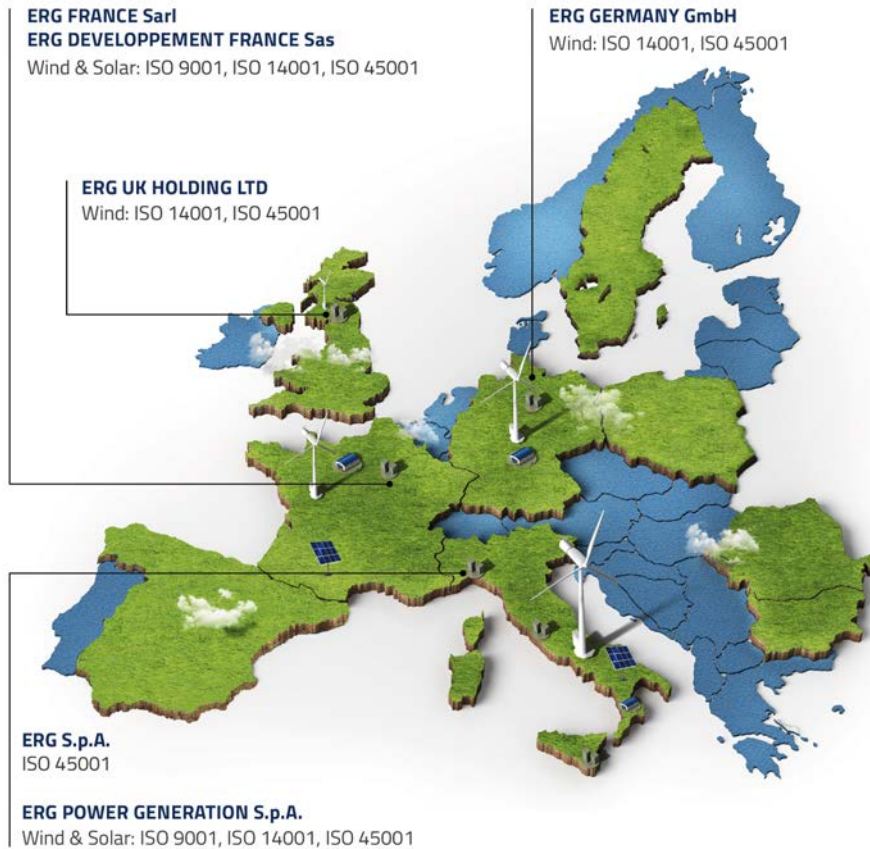 ERG FRANCE Sarl
ERG DEVELOPPEMENT FRANCE Sas
Wind & Solar: ISO 9001, ISO 14001, ISO 45001
ERG GERMANY GmbH
Wind: ISO 14001, ISO 45001
ERG UK HOLDING LTD
Wind: ISO 14001, ISO 45001
ERG S.p.A.
ISO 45001
ERG POWER GENERATION S.p.A.
Wind & Solar: ISO 9001, ISO 14001, ISO 45001